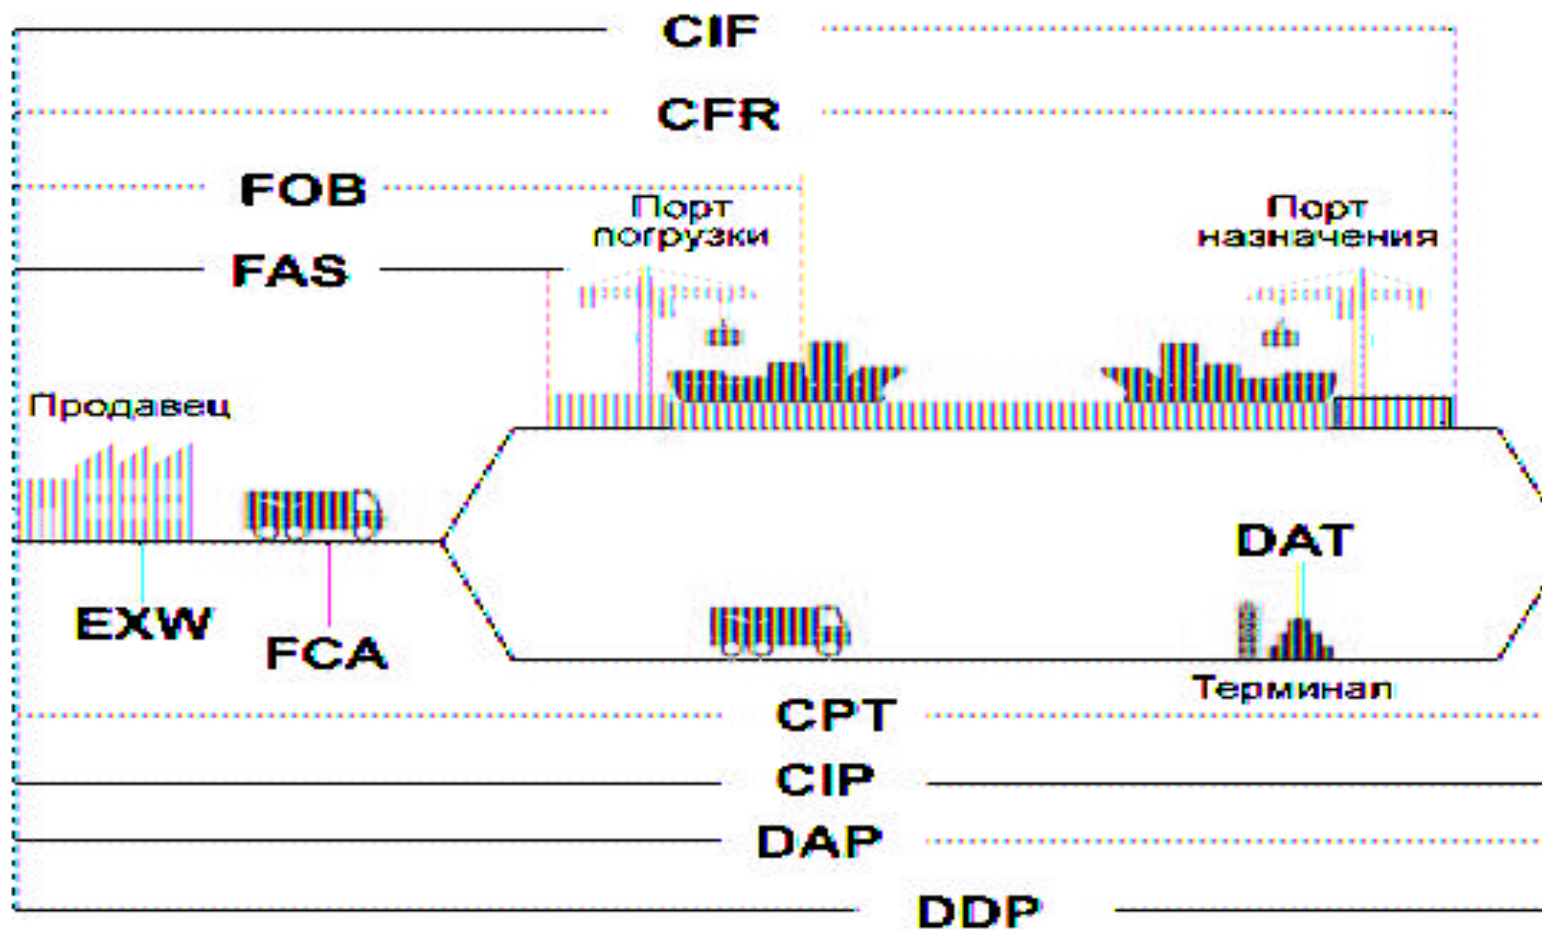 CIF
CFR
FOB
Порт
погрузки
Порт
назначения
FAS
Продавец
DAT
EXW
FCA
Терминал
CPT
CIP
DAP
DDP